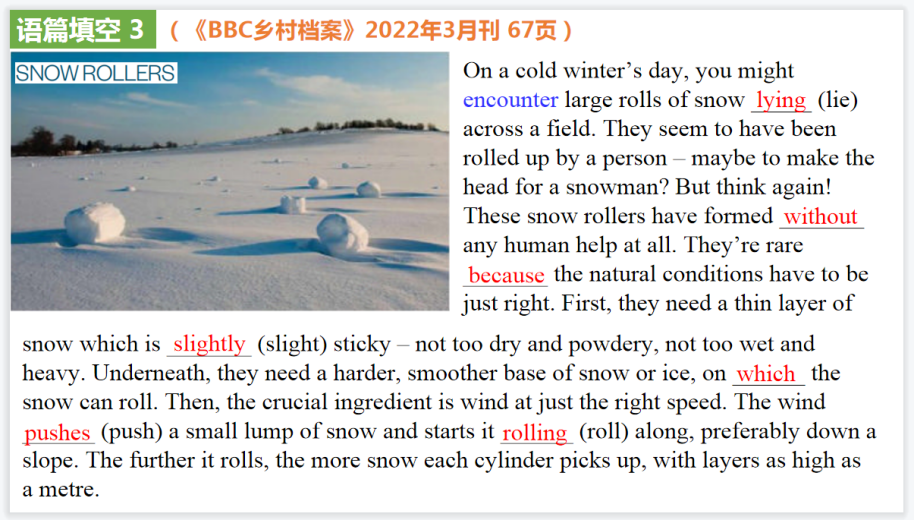 语篇填空 3 （《BBC乡村档案》2022年3月刊 67页）
SNOW ROLLERS
On a cold winter’s day, you might
encounter large rolls of snow lying (lie)
across a field. They seem to have been
rolled up by a person – maybe to make the
head for a snowman? But think again!
These snow rollers have formed without
any human help at all. They’re rare
because the natural conditions have to be
just right. First, they need a thin layer of
snow which is slightly (slight) sticky – not too dry and powdery, not too wet and
heavy. Underneath, they need a harder, smoother base of snow or ice, on which the
snow can roll. Then, the crucial ingredient is wind at just the right speed. The wind
pushes (push) a small lump of snow and starts it rolling (roll) along, preferably down a
slope. The further it rolls, the more snow each cylinder picks up, with layers as high as
a metre.